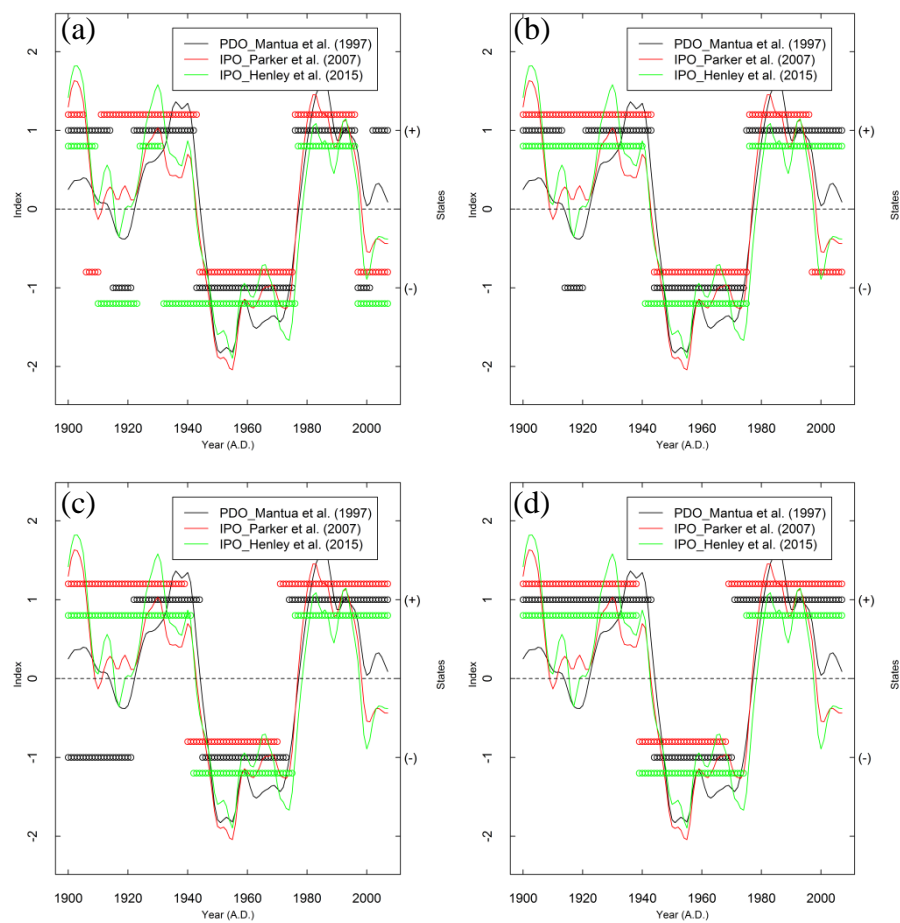 (a)
PDO_Mantua et al. (1997)
IPO_Parker et al. (2007)
IPO_Henley et al. (2015)
2
1
0
-1
-2
Index
(+)
(-)
States
1900 1920 1940 1960 1980 2000
Year (A.D.)
(b)
PDO_Mantua et al. (1997)
IPO_Parker et al. (2007)
IPO_Henley et al. (2015)
2
1
0
-1
-2
Index
(+)
(-)
States
1900 1920 1940 1960 1980 2000
Year (A.D.)
(c)
PDO_Mantua et al. (1997)
IPO_Parker et al. (2007)
IPO_Henley et al. (2015)
2
1
0
-1
-2
Index
(+)
(-)
States
1900 1920 1940 1960 1980 2000
Year (A.D.)
(d)
PDO_Mantua et al. (1997)
IPO_Parker et al. (2007)
IPO_Henley et al. (2015)
2
1
0
-1
-2
Index
(+)
(-)
States
1900 1920 1940 1960 1980 2000
Year (A.D.)